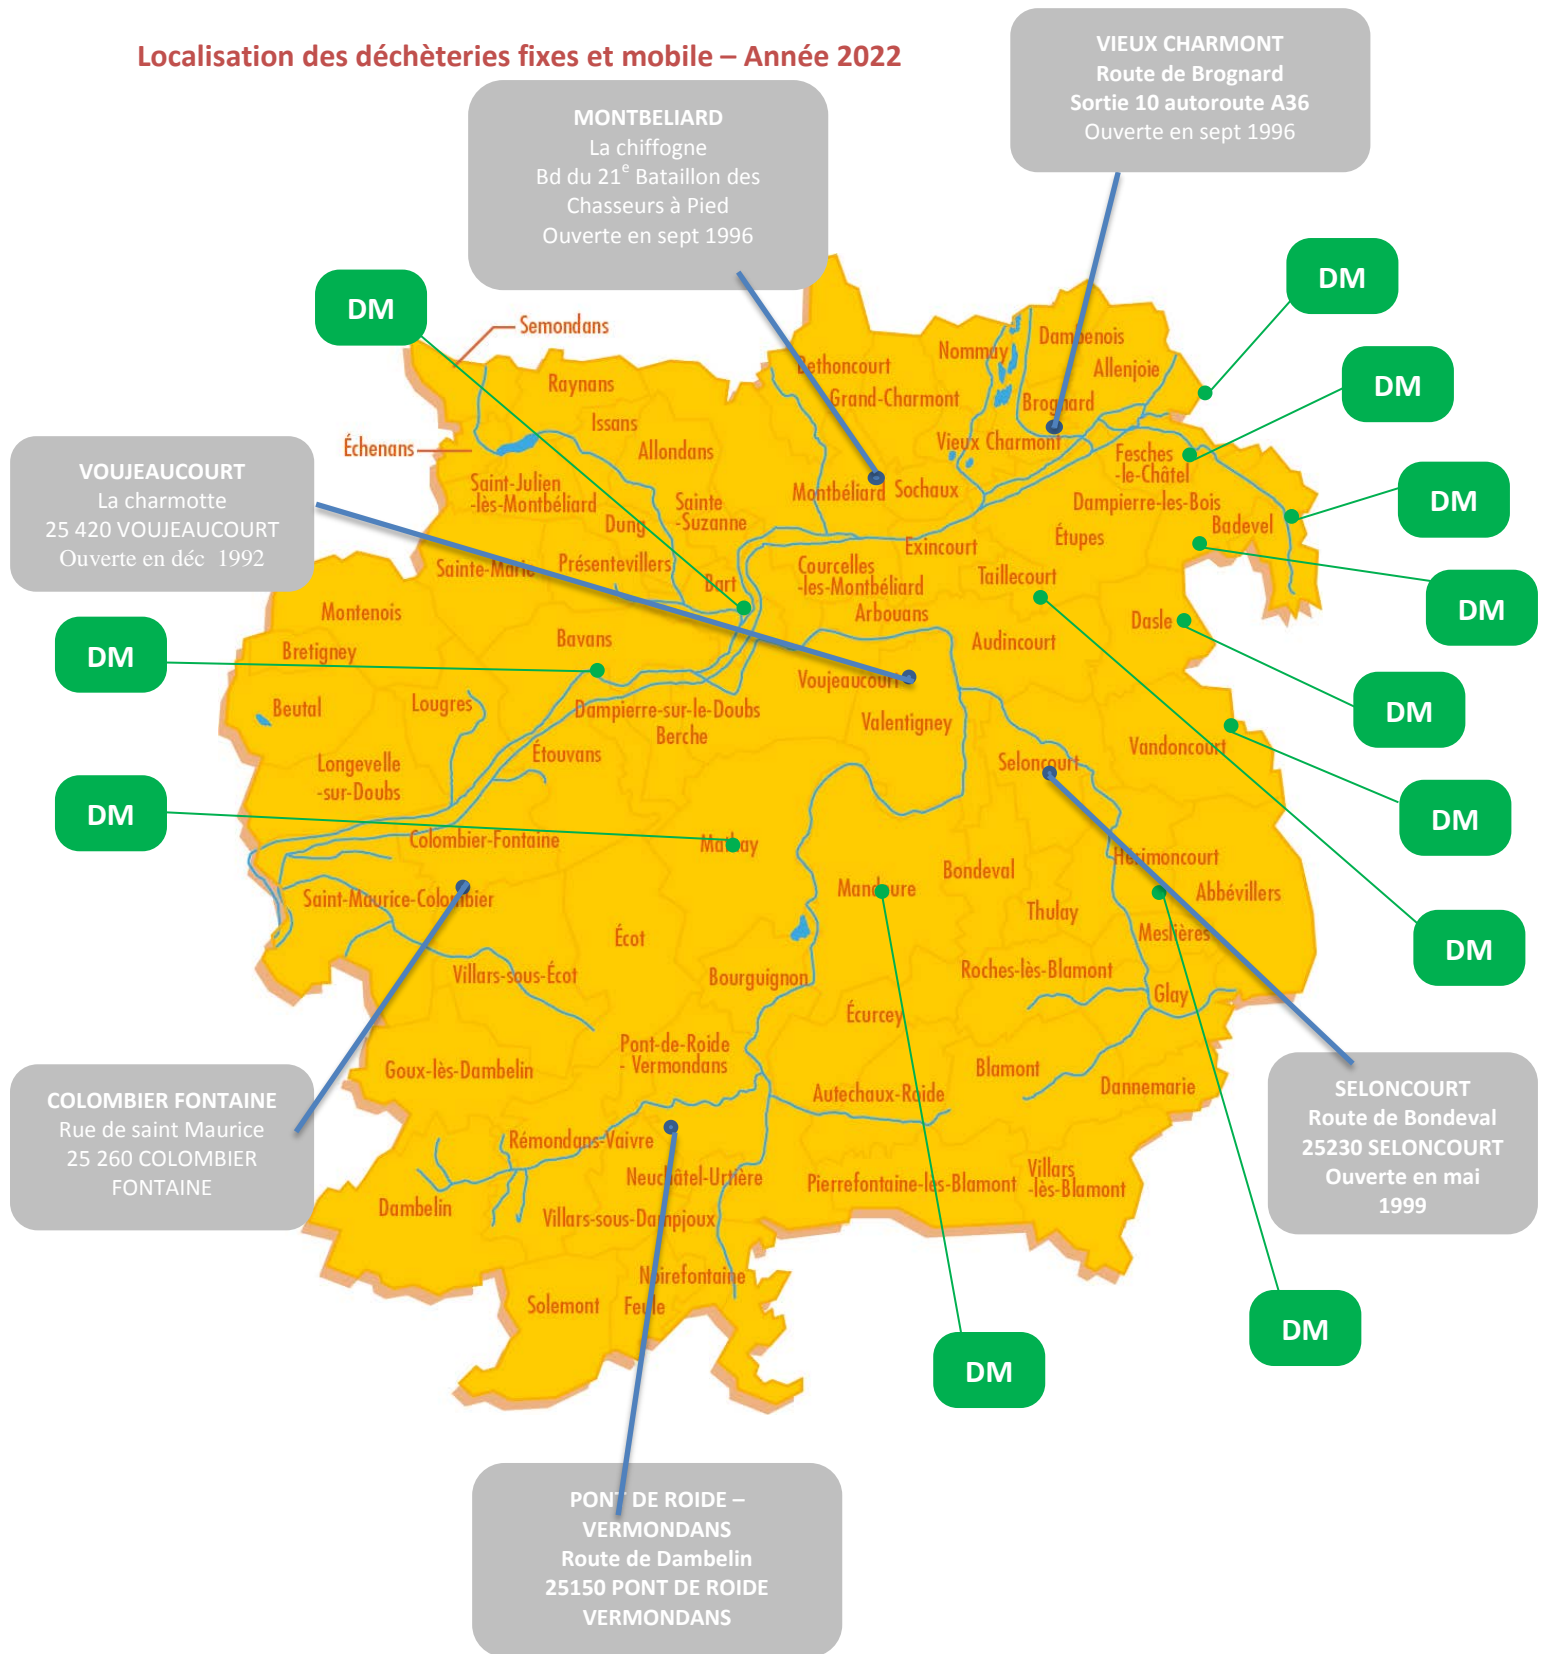 Localisation des déchèteries fixes et mobile – Année 2022
VIEUX CHARMONT
Route de Brognard
Sortie 10 autoroute A36
Ouverte en sept 1996
MONTBELIARD
La chiffogne
Bd du 21e Bataillon des
Chasseurs à Pied
Ouverte en sept 1996
DM
DM
DM
DM
DM
DM
DM
DM
DM
DM
DM
DM
VOUJEAUCOURT
La charmotte
25 420 VOUJEAUCOURT
Ouverte en déc 1992
COLOMBIER FONTAINE
Rue de saint Maurice
25 260 COLOMBIER
FONTAINE
SELONCOURT
Route de Bondeval
25230 SELONCOURT
Ouverte en mai
1999
PONT DE ROIDE –
VERMONDANS
Route de Dambelin
25150 PONT DE ROIDE
VERMONDANS
Semondans
Raynans
Issans
Échenans
Allondans
Saint-Julien
-lès-Montbéliard
Sainte
-Suzanne
Dung
Présentevillers
Sainte-Marie
Bart
Montenois
Bretigney
Bavans
Beutal
Lougres
Dampierre-sur-le-Doubs
Berche
Étouvans
Longevelle
-sur-Doubs
Colombier-Fontaine
Saint-Maurice-Colombier
Villars-sous-Écot
Écot
Mathay
Bethoncourt
Grand-Charmont
Nommay
Dambenois
Allenjoie
Brognard
Vieux Charmont
Fesches
-le-Châtel
Montbéliard
Sochaux
Dampierre-les-Bois
Badevel
Étupes
Exincourt
Courcelles
-les-Montbéliard
Taillecourt
Arbouans
Audincourt
Dasle
Voujeaucourt
Valentigney
Vandoncourt
Seloncourt
Hérimoncourt
Abbévillers
Bondeval
Mandeure
Thulay
Meslières
Roches-lès-Blamont
Glay
Bourguignon
Écurcey
Pont-de-Roide
- Vermondans
Goux-lès-Dambelin
Blamont
Dannemarie
Autechaux-Roide
Rémondans-Vaivre
Neuchâtel-Urtière
Pierrefontaine-les-Blamont
Villars
-lès-Blamont
Dambelin
Villars-sous-Dampjoux
Noirefontaine
Solemont
Feule